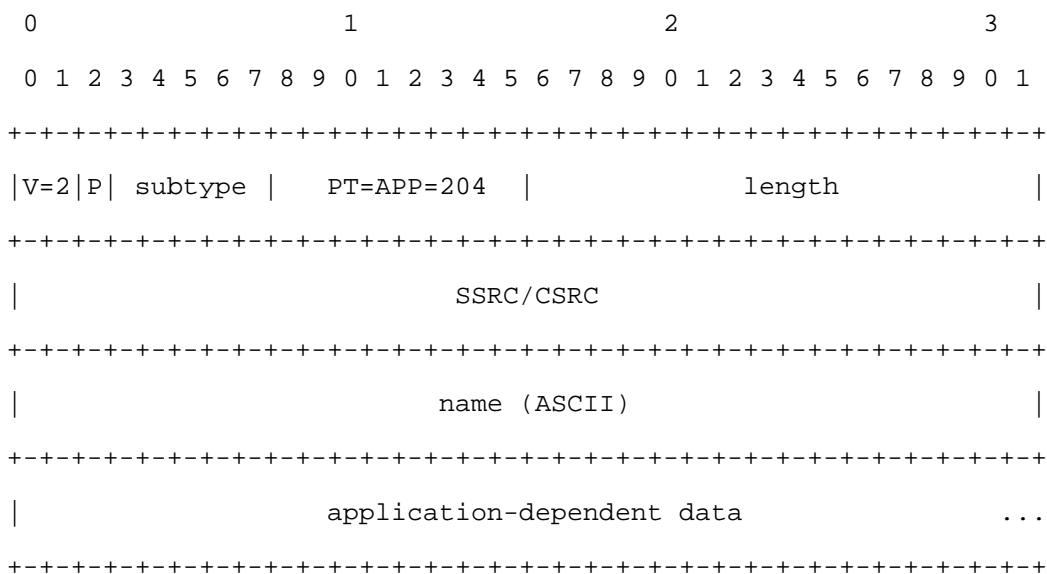 0                   1                   2                   3
 0 1 2 3 4 5 6 7 8 9 0 1 2 3 4 5 6 7 8 9 0 1 2 3 4 5 6 7 8 9 0 1
+-+-+-+-+-+-+-+-+-+-+-+-+-+-+-+-+-+-+-+-+-+-+-+-+-+-+-+-+-+-+-+-+
|V=2|P| subtype |   PT=APP=204  |             length            |
+-+-+-+-+-+-+-+-+-+-+-+-+-+-+-+-+-+-+-+-+-+-+-+-+-+-+-+-+-+-+-+-+
|                           SSRC/CSRC                           |
+-+-+-+-+-+-+-+-+-+-+-+-+-+-+-+-+-+-+-+-+-+-+-+-+-+-+-+-+-+-+-+-+
|                          name (ASCII)                         |
+-+-+-+-+-+-+-+-+-+-+-+-+-+-+-+-+-+-+-+-+-+-+-+-+-+-+-+-+-+-+-+-+
|                   application-dependent data                ...
+-+-+-+-+-+-+-+-+-+-+-+-+-+-+-+-+-+-+-+-+-+-+-+-+-+-+-+-+-+-+-+-+